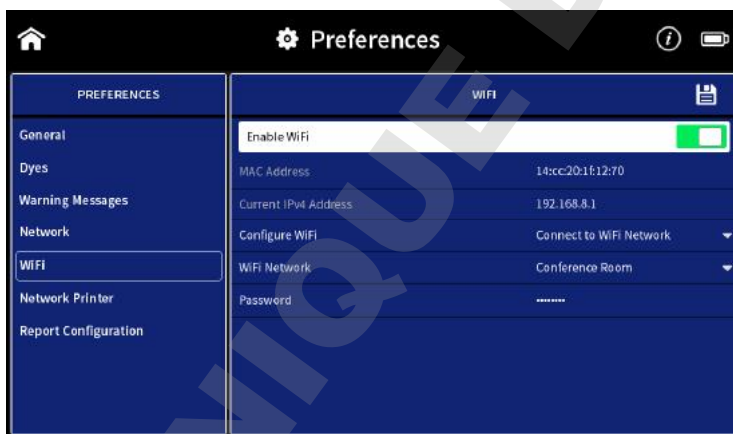 Preferences
PREFERENCES
WIFI
General
Enable WiFi
Dyes
MAC Address 14:cc:20:1f:12:70
Warning Messages
Current IPv4 Address 192.168.8.1
Network
Configure WiFi Connect to WiFi Network
WiFi
WiFi Network Conference Room
Network Printer
Password ••••••••
Report Configuration
NIQUE